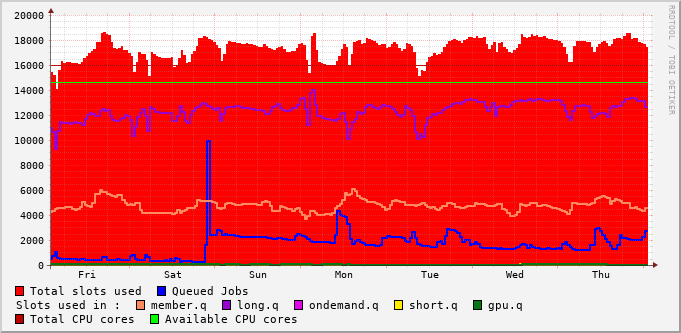 20000
18000
16000
14000
12000
10000
8000
6000
4000
2000
0
Fri Sat Sun Mon Tue Wed Thu
RRDTOOL / TOBI OETIKER
Total slots used Queued Jobs
Slots used in : member.q long.q ondemand.q short.q gpu.q
Total CPU cores Available CPU cores